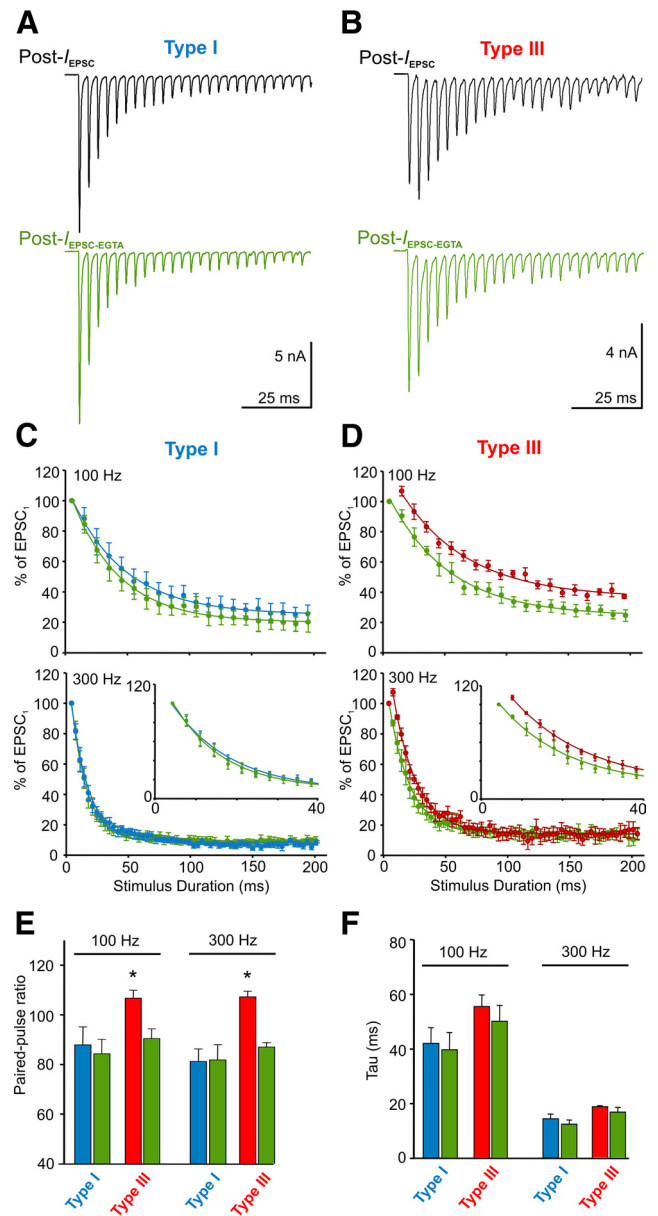 A
B
Type I
Type III
Post-IEPSC
Post-IEPSC
Post-IEPSC-EGTA
Post-IEPSC-EGTA
5 nA
25 ms
4 nA
25 ms
C
D
Type I
Type III
120
100
80
60
40
20
0
% of EPSC1
100 Hz
120
100
80
60
40
20
0
% of EPSC1
100 Hz
120
100
80
60
40
20
0
% of EPSC1
300 Hz
120
0
0
40
0
50
100
150
200
Stimulus Duration (ms)
120
100
80
60
40
20
0
% of EPSC1
300 Hz
120
0
0
40
0
50
100
150
200
Stimulus Duration (ms)
E
F
100 Hz
300 Hz
120
100
80
60
40
Paired-pulse ratio
*
*
Type I
Type III
Type I
Type III
80
60
40
20
0
Tau (ms)
100 Hz
300 Hz
Type I
Type III
Type I
Type III